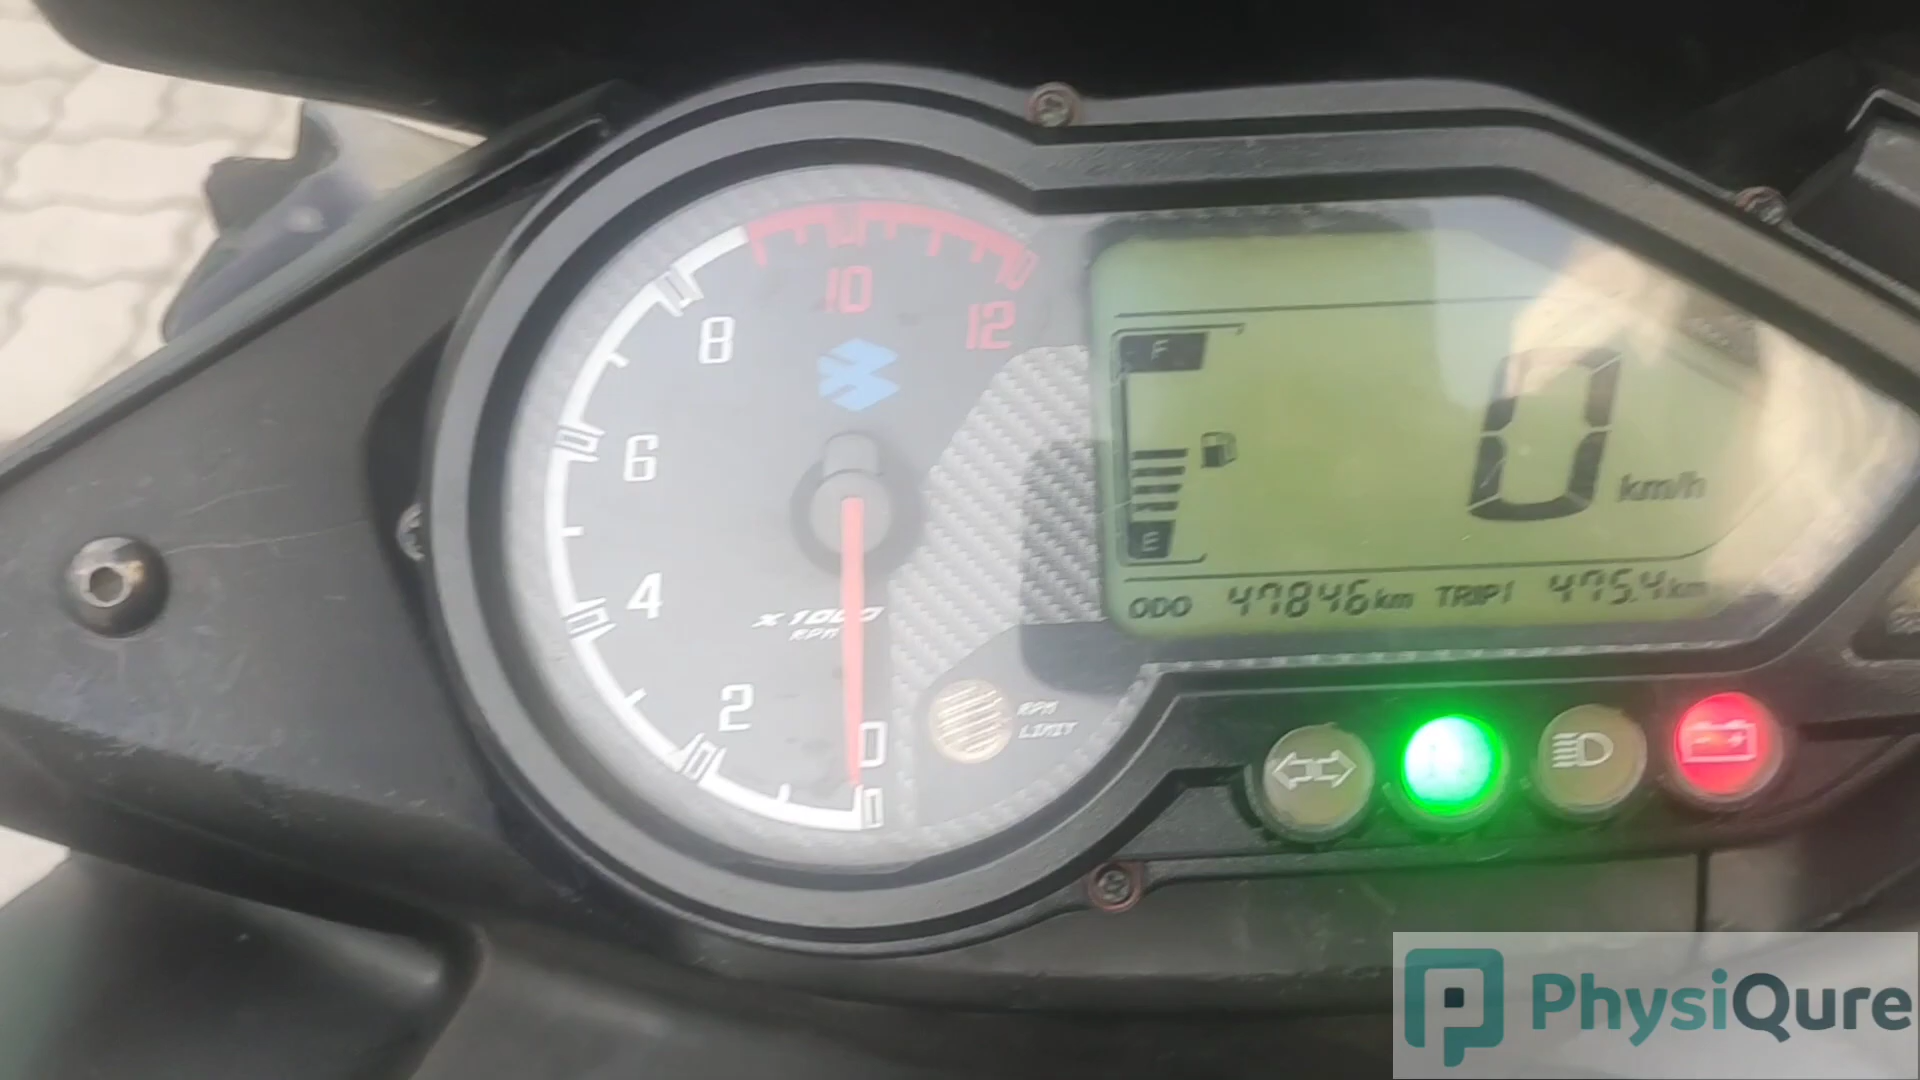 10
12
8
6
4
2
0
x 1000
RPM
RPM
LIMIT
F
E
0 km/h
ODO 47846 km TRIP1 475.4 km
PhysiQure